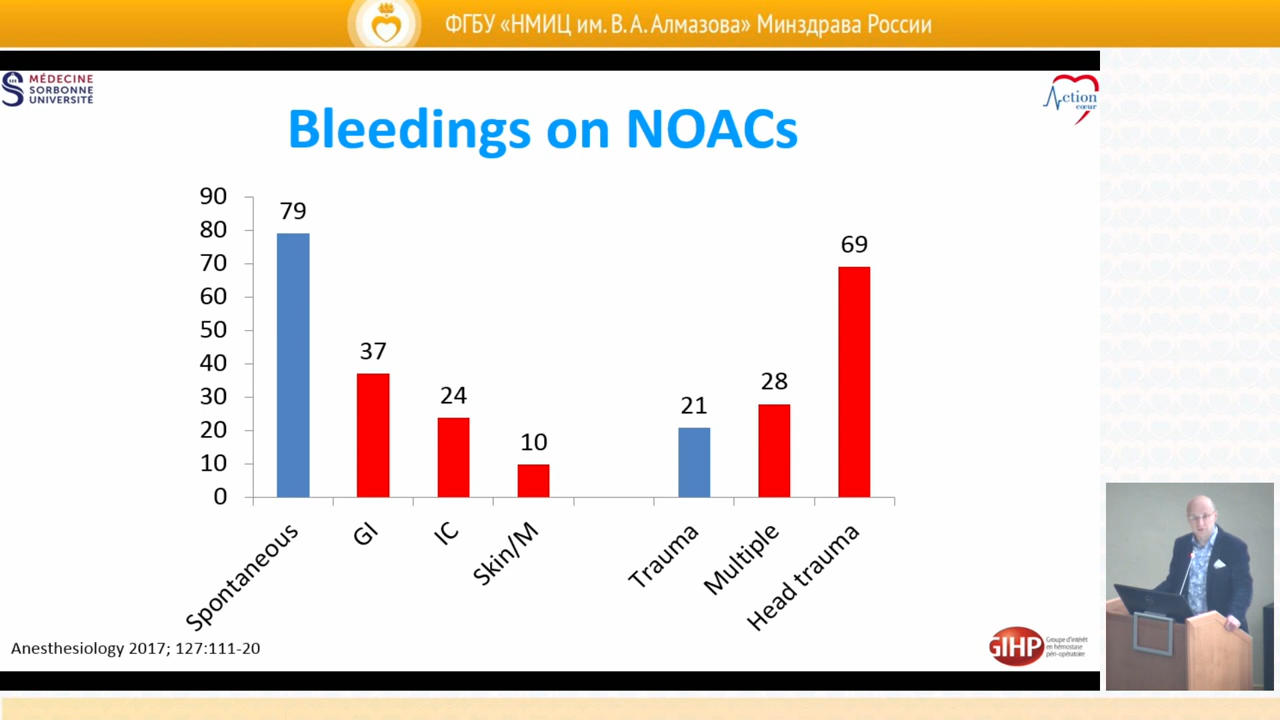 ФГБУ «НМИЦ им. В. А. Алмазова» Минздрава России
MÉDECINE
SORBONNE
UNIVERSITÉ
Action
cœur
Bleedings on NOACs
90
80
70
60
50
40
30
20
10
0
79
37
24
10
21
28
69
Spontaneous
GI
IC
Skin/M
Trauma
Multiple
Head trauma
Anesthesiology 2017; 127:111-20
GIHP
Groupe d'intérêt
en hémostase
péri-opératoire